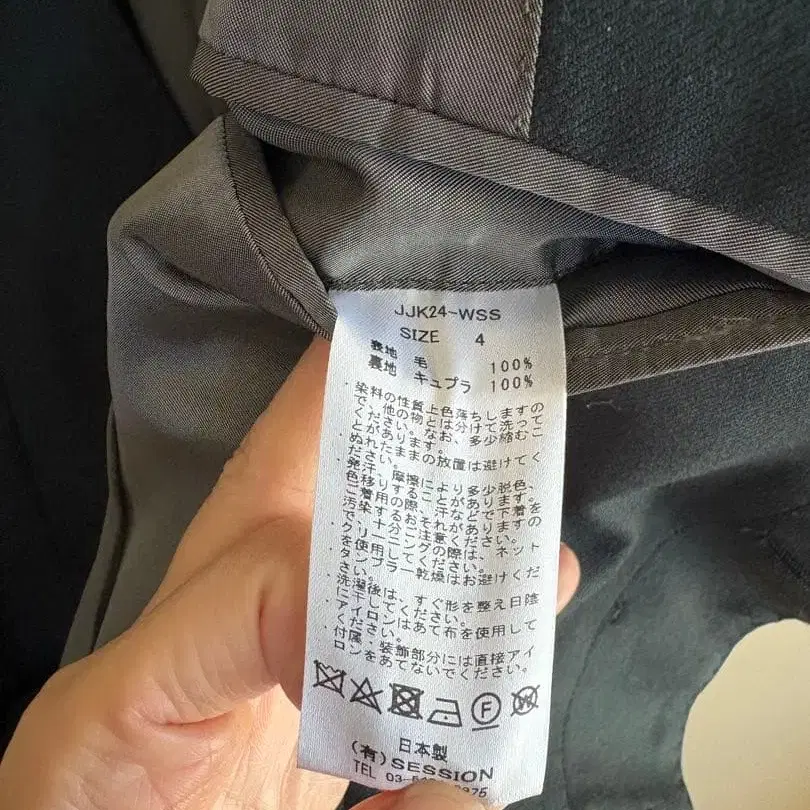 JJK24-WSS
SIZE 4
表地 毛 100%
裏地 キュプラ 100%
・染料の性質上色落ちしますの
で、他の物とは分けて洗って
ください。なお、多少縮むこ
とがあります。
・ぬれたままの放置は避けてく
ださい。
・発汗、摩擦により多少脱色、
色移りすることがあります。
ご着用の際、汗などで下着を
汚染するおそれがありますの
で、十分ご注意ください。
・クリーニングの際は、ネット
を使用してください。
・タンブラー乾燥はお避けくだ
さい。
・洗濯後は、すぐ形を整え日陰
に干してください。
・アイロンはあて布を使用して
ください。
・付属、装飾部分には直接アイ
ロンをあてないでください。
F
W
日本製
(有)SESSION
TEL 03-